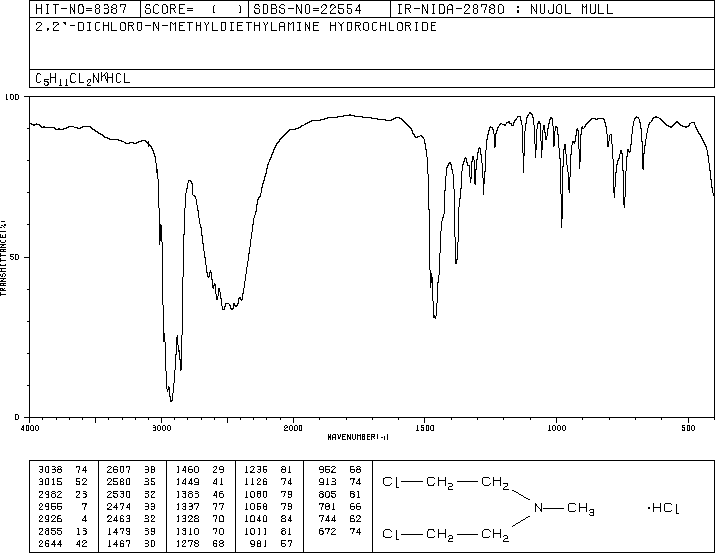 HIT-NO=8387 SCORE= ( ) SDBS-NO=22554 IR-NIDA-28780 : NUJOL MULL
2,2'-DICHLORO-N-METHYLDIETHYLAMINE HYDROCHLORIDE
C5H11CL2N·HCL
100
50
0
TRANSMITTANCE(%)
4000 3000 2000 1500 1000 500
WAVENUMBER(-1)
3038 74 2607 39 1460 29 1236 81 952 68
3015 52 2580 35 1449 41 1126 74 913 74
2982 23 2530 32 1383 46 1080 79 805 81
2955 7 2474 33 1337 77 1058 79 781 66
2926 4 2463 32 1328 70 1040 84 744 62
2855 13 1479 39 1310 70 1011 81 672 74
2644 42 1467 30 1278 68 981 57
Cl—CH2—CH2
N—CH3 ·HCl
Cl—CH2—CH2